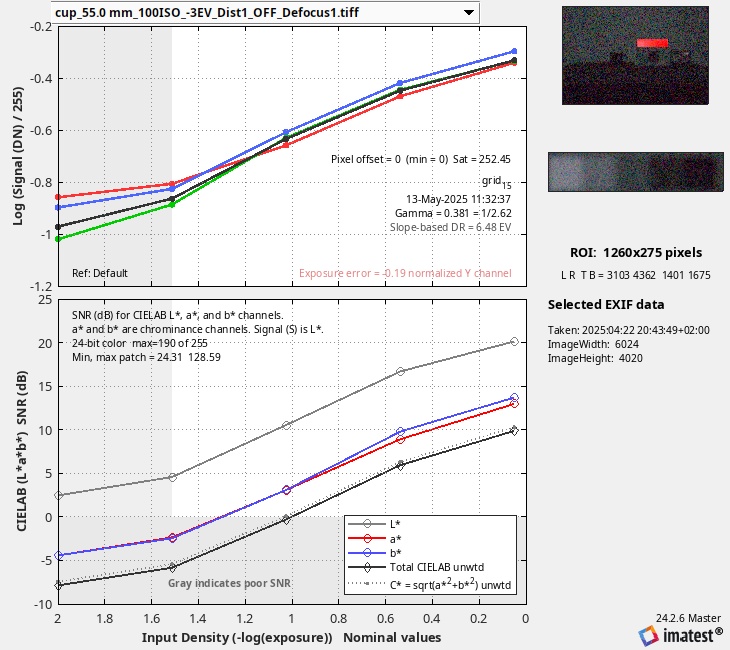 cup_55.0 mm_100ISO_-3EV_Dist1_OFF_Defocus1.tiff
-0.2
-0.4
-0.6
-0.8
-1
-1.2
Log (Signal (DN) / 255)
Pixel offset = 0 (min = 0) Sat = 252.45
grid15
13-May-2025 11:32:37
Gamma = 0.381 = 1/2.62
Slope-based DR = 6.48 EV
Ref: Default
Exposure error = -0.19 normalized Y channel
ROI: 1260x275 pixels
L R T B = 3103 4362 1401 1675
Selected EXIF data
Taken: 2025:04:22 20:43:49+02:00
ImageWidth: 6024
ImageHeight: 4020
25
20
15
10
5
0
-5
-10
CIELAB (L*a*b*) SNR (dB)
SNR (dB) for CIELAB L*, a*, and b* channels.
a* and b* are chrominance channels. Signal (S) is L*.
24-bit color max=190 of 255
Min, max patch = 24.31 128.59
L*
a*
b*
Total CIELAB unwtd
C* = sqrt(a*2+b*2) unwtd
Gray indicates poor SNR
2 1.8 1.6 1.4 1.2 1 0.8 0.6 0.4 0.2 0
Input Density (-log(exposure)) Nominal values
24.2.6 Master
imatest®